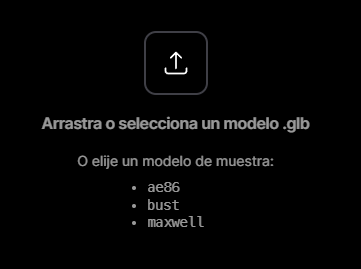 Arrastra o selecciona un modelo .glb
O elije un modelo de muestra:
• ae86
• bust
• maxwell